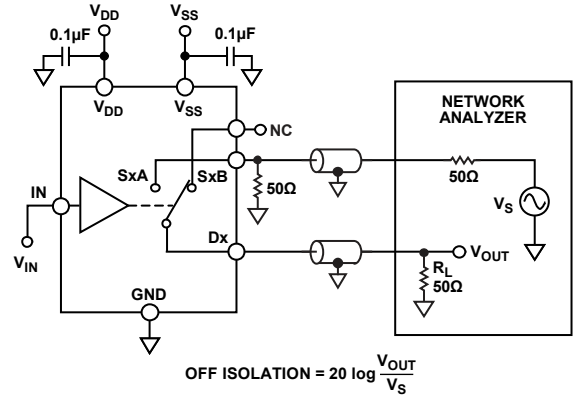 VDD
VSS
0.1µF
0.1µF
VDD
VSS
NC
NETWORK
ANALYZER
SxA
SxB
50Ω
50Ω
IN
VS
Dx
VOUT
VIN
RL
50Ω
GND
OFF ISOLATION = 20 log VOUT/VS